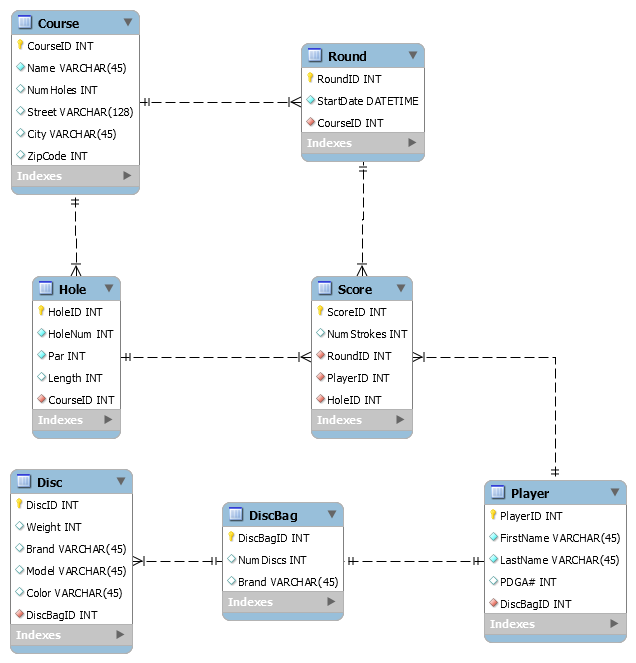 Course
CourseID INT
Name VARCHAR(45)
NumHoles INT
Street VARCHAR(128)
City VARCHAR(45)
ZipCode INT
Indexes
Round
RoundID INT
StartDate DATETIME
CourseID INT
Indexes
Hole
HoleID INT
HoleNum INT
Par INT
Length INT
CourseID INT
Indexes
Score
ScoreID INT
NumStrokes INT
RoundID INT
PlayerID INT
HoleID INT
Indexes
Disc
DiscID INT
Weight INT
Brand VARCHAR(45)
Model VARCHAR(45)
Color VARCHAR(45)
DiscBagID INT
Indexes
DiscBag
DiscBagID INT
NumDiscs INT
Brand VARCHAR(45)
Indexes
Player
PlayerID INT
FirstName VARCHAR(45)
LastName VARCHAR(45)
PDGA# INT
DiscBagID INT
Indexes